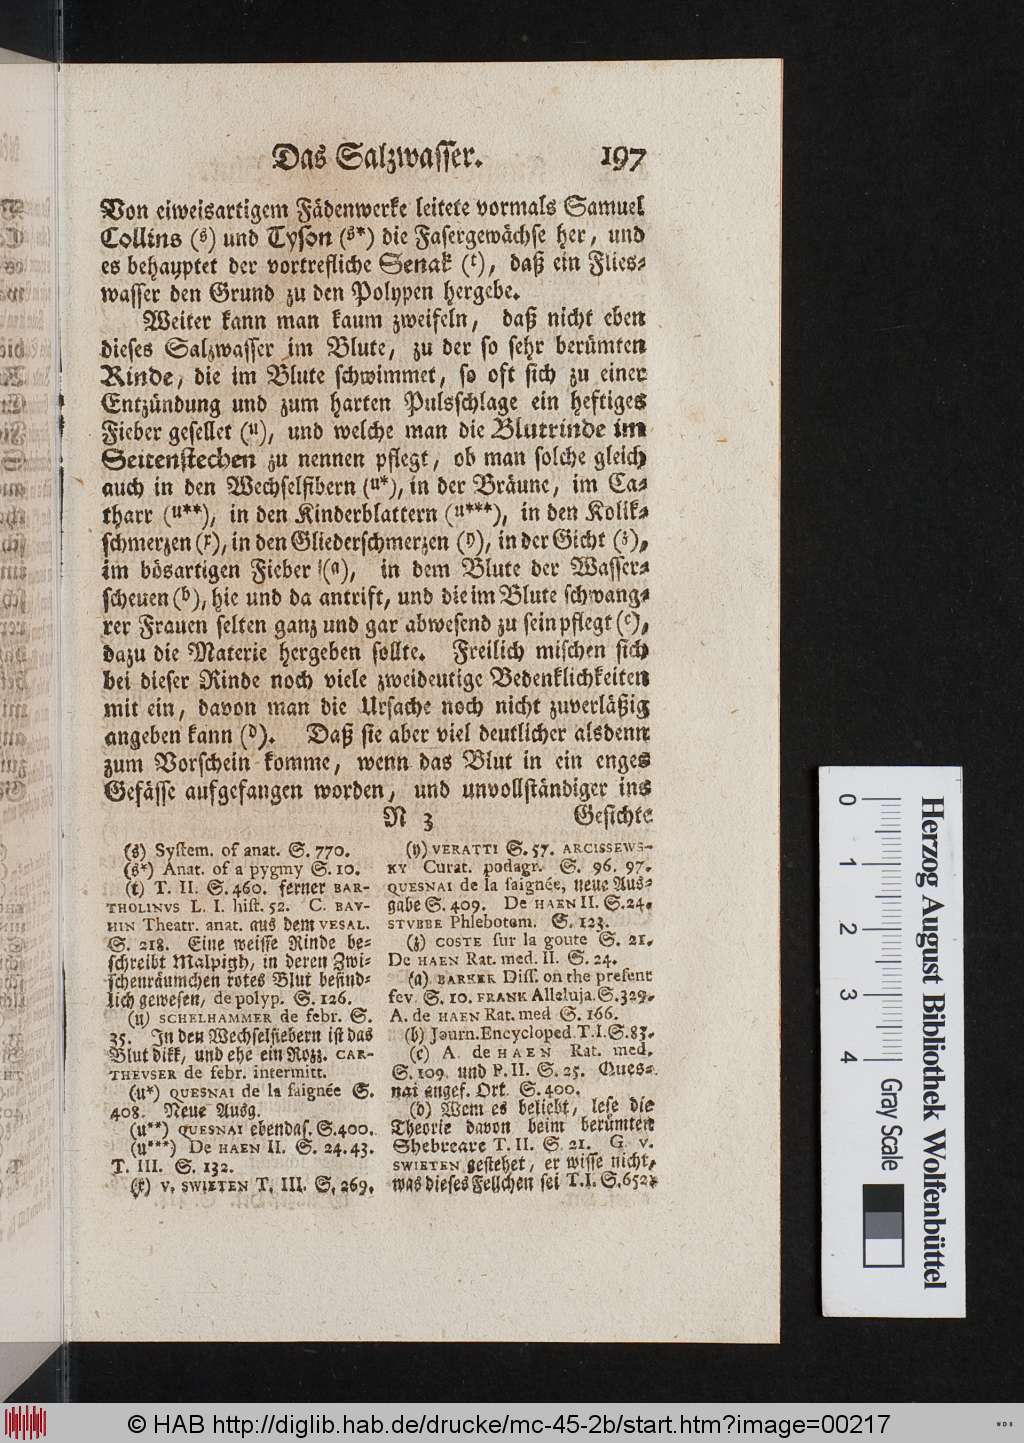 Das Salzwasser. 197
Von eiweisartigem Fädenwerke leitete vormals Samuel
Collins (s) und Tyson (s*) die Fasergewächse her, und
es behauptet der vortrefliche Senak (t), daß ein Flies-
wasser den Grund zu den Polypen hergebe.
Weiter kann man kaum zweifeln, daß nicht eben
dieses Salzwasser im Blute, zu der so sehr berümten
Rinde, die im Blute schwimmet, so oft sich zu einer
Entzündung und zum harten Pulsschlage ein heftiges
Fieber gesellet (u), und welche man die Blutrinde im
Seitenstechen zu nennen pflegt, ob man solche gleich
auch in den Wechselfibern (u*), in der Bräune, im Ca-
tharr (u**), in den Kinderblattern (u***), in den Kolik-
schmerzen (x), in den Gliederschmerzen (y), in der Gicht (z),
im bösartigen Fieber (a), in dem Blute der Wasser-
scheuen (b), hie und da antrift, und die im Blute schwang-
rer Frauen selten ganz und gar abwesend zu sein pflegt (c),
dazu die Materie hergeben sollte. Freilich mischen sich
bei dieser Rinde noch viele zweideutige Bedenklichkeiten
mit ein, davon man die Ursache noch nicht zuverläßig
angeben kann (d). Daß sie aber viel deutlicher alsdenn
zum Vorschein komme, wenn das Blut in ein enges
Gefässe aufgefangen worden, und unvollständiger ins
N 3 Gesichte
(s) System. of anat. S. 770.
(s*) Anat. of a pygmy S. 10.
(t) T. II. S. 460. ferner BAR-
THOLINVS L. I. hist. 52. C. BAV-
HIN Theatr. anat. aus dem VESAL.
S. 218. Eine weisse Rinde be-
schreibt Malpigh, in deren Zwi-
schenräumchen rotes Blut befind-
lich gewesen, de polyp. S. 126.
(u) SCHELHAMMER de febr. S.
35. In den Wechselfiebern ist das
Blut dikk, und ehe ein Rozz. CAR-
THEVSER de febr. intermitt.
(u*) QUESNAI de la saignée S.
408. Neue Ausg.
(u**) QUESNAI ebendas. S. 400.
(u***) De HAEN II. S. 24. 43.
T. III. S. 132.
(x) V. SWIETEN T. III. S. 269.
(y) VERATTI S. 57. ARCISSEWS-
KY Curat. podagr. S. 96. 97.
QUESNAI de la saignée, neue Aus-
gabe S. 409. De HAEN II. S. 24.
STVBBE Phlebotom. S. 123.
(z) COSTE sur la goute S. 21.
De HAEN Rat. med. II. S. 24.
(a) BARKER Diss. on the present
fev. S. 10. FRANK Alleluja. S. 329.
A. de HAEN Rat. med S. 166.
(b) Journ. Encycloped. T. I. S. 83.
(c) A. de HAEN Rat. med.
S. 109. und P. II. S. 25. Ques-
nai angef. Ort. S. 400.
(d) Wem es beliebt, lese die
Theorie davon beim berümten
Shebreare T. II. S. 21. G. v.
SWIETEN gestehet, er wisse nicht,
was dieses Fellchen sei T. I. S. 652.
0 1 2 3 4
Herzog August Bibliothek Wolfenbüttel
Gray Scale
© HAB http://diglib.hab.de/drucke/mc-45-2b/start.htm?image=00217